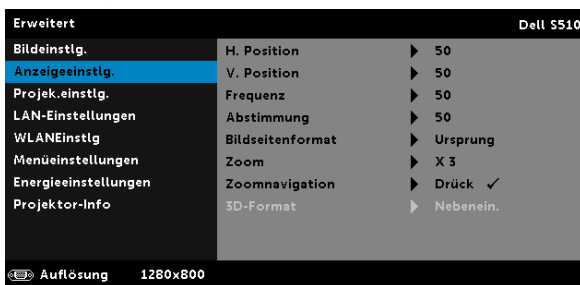 Erweitert Dell S510
Bildeinstlg. H. Position 50
Anzeigeeinstlg. V. Position 50
Projek.einstlg. Frequenz 50
LAN-Einstellungen Abstimmung 50
WLANEinstlg Bildseitenformat Ursprung
Menüeinstellungen Zoom X 3
Energieeinstellungen Zoomnavigation Drück ✓
Projektor-Info 3D-Format Nebenein.
Auflösung 1280x800